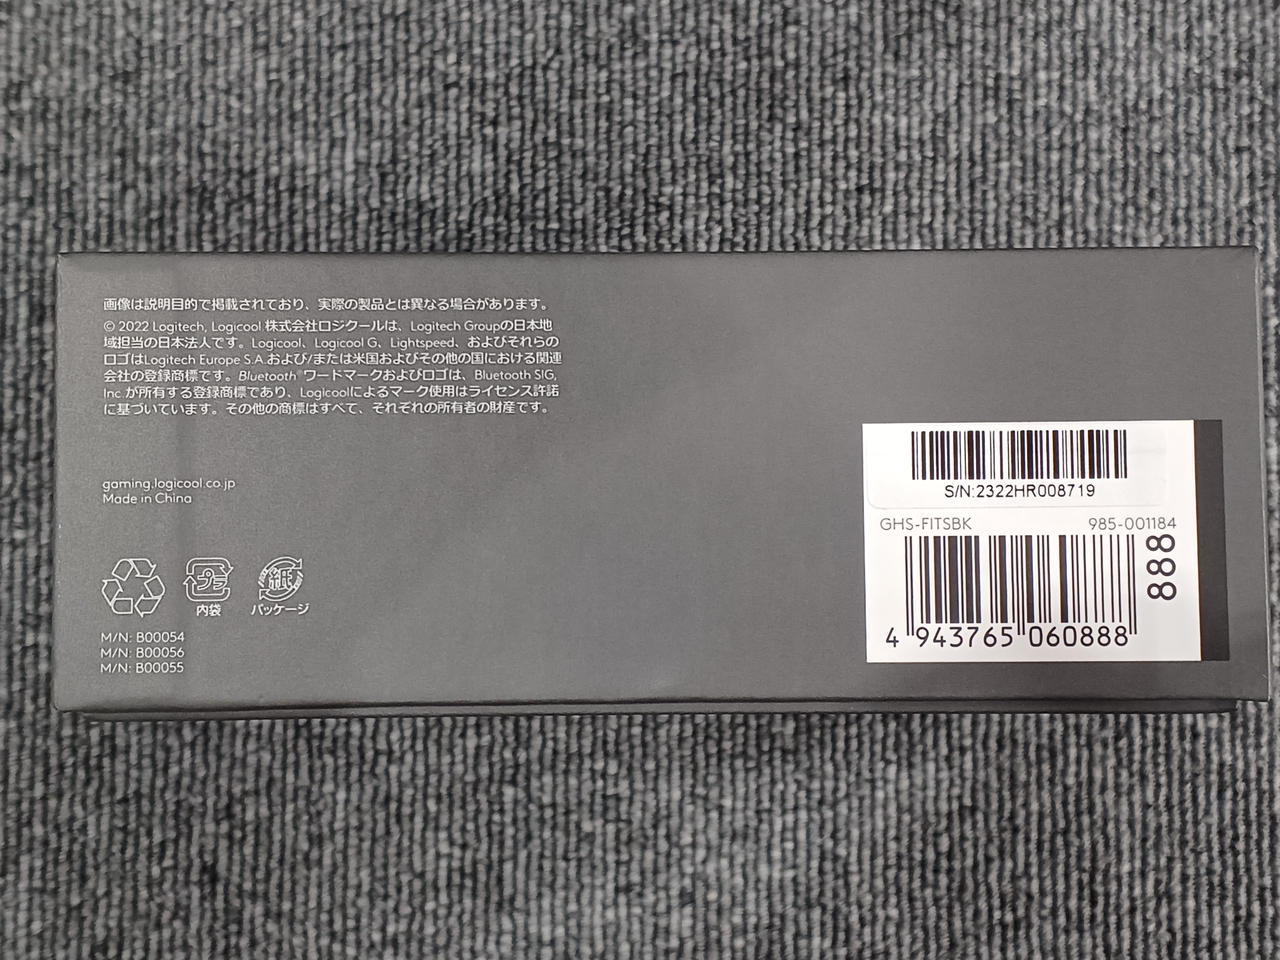 画像は説明目的で掲載されており、実際の製品とは異なる場合があります。
© 2022 Logitech, Logicool 株式会社ロジクールは、Logitech Groupの日本地
域担当の日本法人です。Logicool、Logicool G、Lightspeed、およびそれらの
ロゴはLogitech Europe S.A.および/または米国およびその他の国における関連
会社の登録商標です。Bluetooth®ワードマークおよびロゴは、Bluetooth SIG,
Inc.が所有する登録商標であり、Logicoolによるマーク使用はライセンス許諾
に基づいています。その他の商標はすべて、それぞれの所有者の財産です。
gaming.logicool.co.jp
Made in China
プラ
紙
内袋
パッケージ
M/N: B00054
M/N: B00056
M/N: B00055
S/N:2322HR008719
GHS-FITSBK 985-001184
888
4 943765 060888